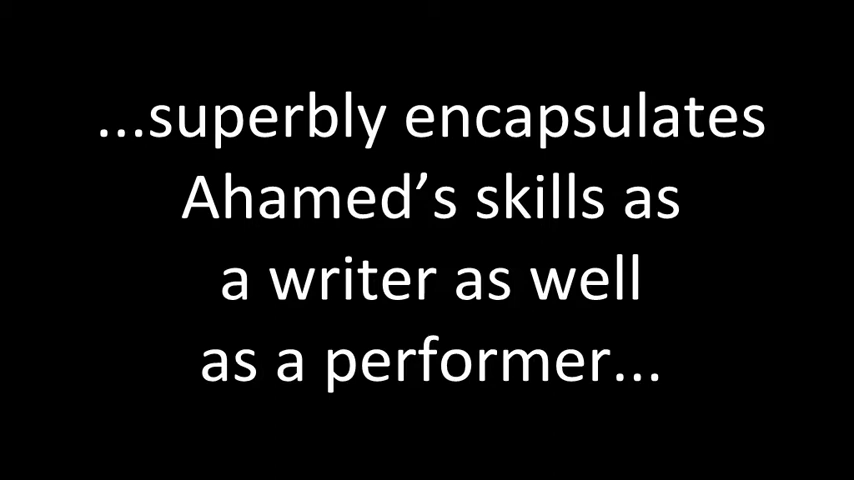 ...superbly encapsulates
Ahamed’s skills as
a writer as well
as a performer...